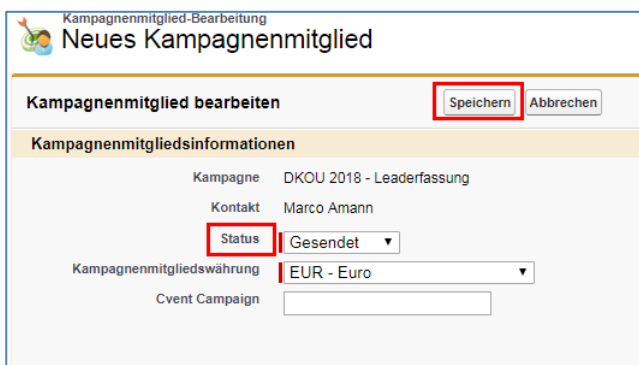 Kampagnenmitglied-Bearbeitung
Neues Kampagnenmitglied
Kampagnenmitglied bearbeiten
Speichern Abbrechen
Kampagnenmitgliedsinformationen
Kampagne DKOU 2018 - Leaderfassung
Kontakt Marco Amann
Status Gesendet
Kampagnenmitgliedswährung EUR - Euro
Cvent Campaign